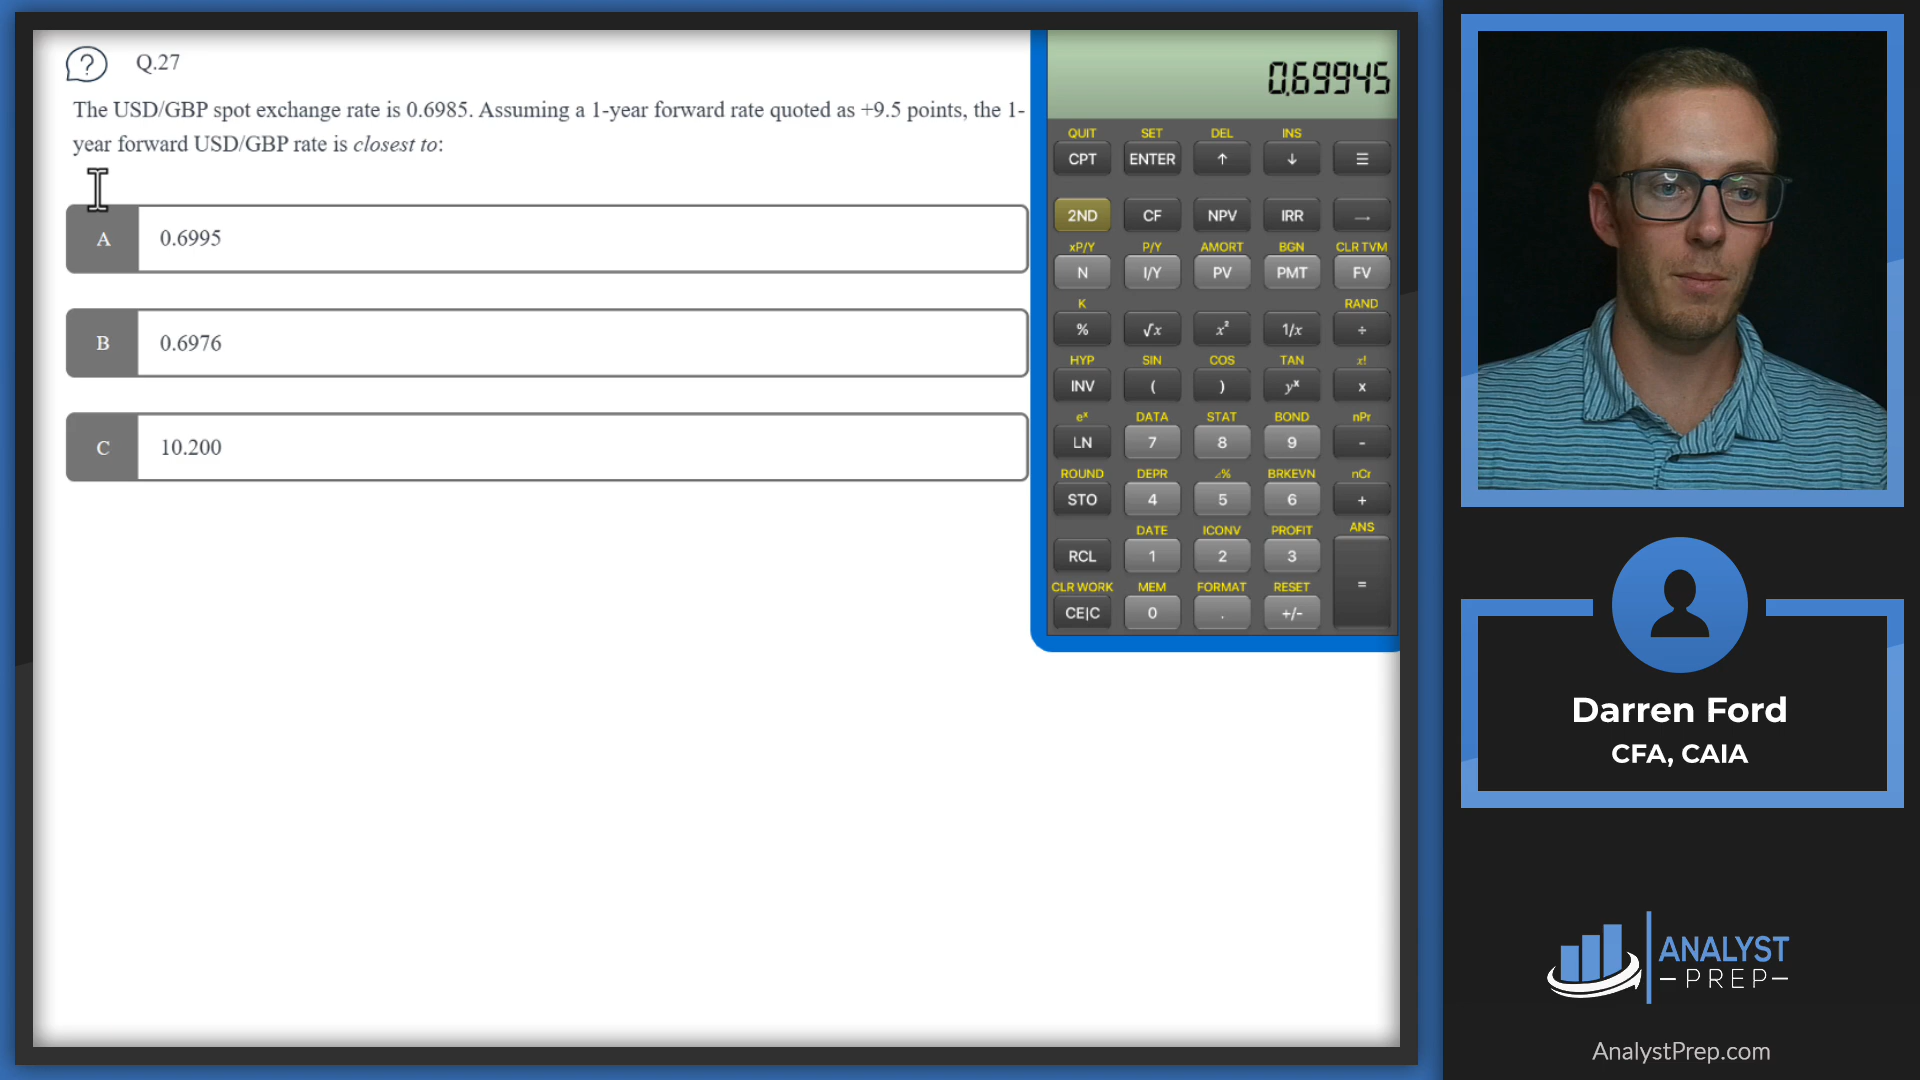 Q.27
The USD/GBP spot exchange rate is 0.6985. Assuming a 1-year forward rate quoted as +9.5 points, the 1-
year forward USD/GBP rate is closest to:
A 0.6995
B 0.6976
C 10.200
0.69945
QUIT SET DEL INS
CPT ENTER ↑ ↓ ☰
2ND CF NPV IRR →
xP/Y P/Y AMORT BGN CLR TVM
N I/Y PV PMT FV
K RAND
% √x x² 1/x ÷
HYP SIN COS TAN x!
INV ( ) yˣ x
eˣ DATA STAT BOND nPr
LN 7 8 9 -
ROUND DEPR ⊿% BRKEVN nCr
STO 4 5 6 +
DATE ICONV PROFIT ANS
RCL 1 2 3 =
CLR WORK MEM FORMAT RESET
CE|C 0 . +/-
Darren Ford
CFA, CAIA
ANALYST
PREP
AnalystPrep.com